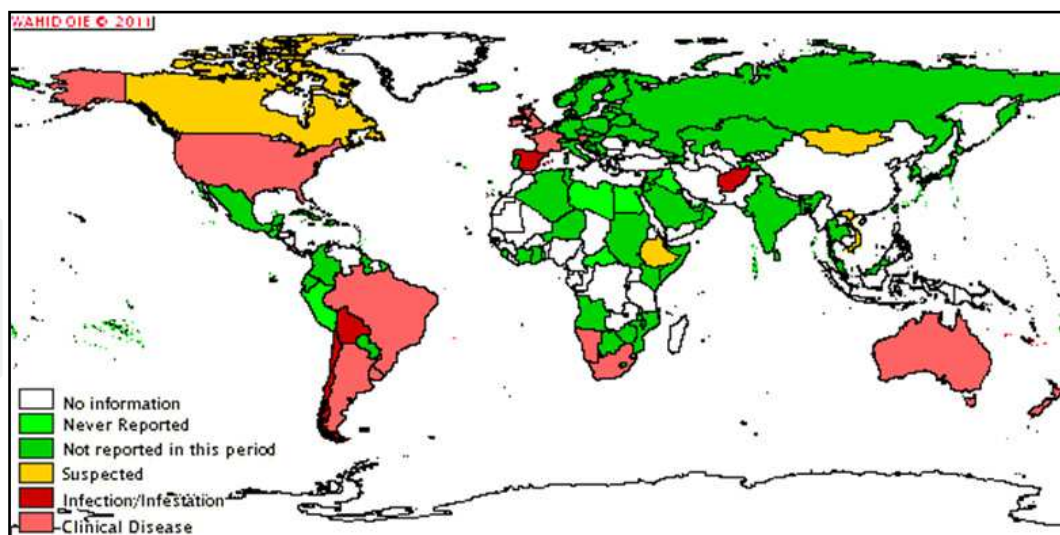 WAHID OIE © 2011
No information
Never Reported
Not reported in this period
Suspected
Infection/Infestation
Clinical Disease